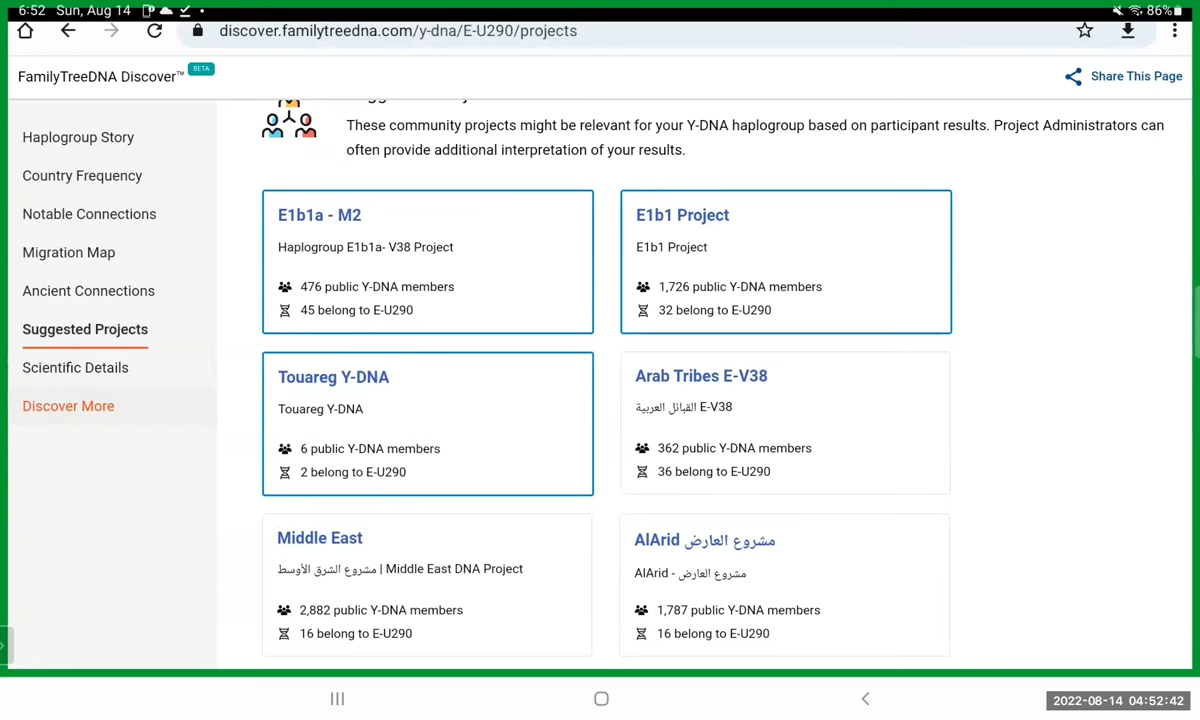 6:52 Sun, Aug 14
86%
discover.familytreedna.com/y-dna/E-U290/projects
FamilyTreeDNA Discover™ BETA
Share This Page
Haplogroup Story
Country Frequency
Notable Connections
Migration Map
Ancient Connections
Suggested Projects
Scientific Details
Discover More
These community projects might be relevant for your Y-DNA haplogroup based on participant results. Project Administrators can
often provide additional interpretation of your results.
E1b1a - M2
Haplogroup E1b1a- V38 Project
476 public Y-DNA members
45 belong to E-U290
E1b1 Project
E1b1 Project
1,726 public Y-DNA members
32 belong to E-U290
Touareg Y-DNA
Touareg Y-DNA
6 public Y-DNA members
2 belong to E-U290
Arab Tribes E-V38
القبائل العربية E-V38
362 public Y-DNA members
36 belong to E-U290
Middle East
مشروع الشرق الأوسط | Middle East DNA Project
2,882 public Y-DNA members
16 belong to E-U290
AlArid مشروع العارض
AlArid - مشروع العارض
1,787 public Y-DNA members
16 belong to E-U290
2022-08-14 04:52:42